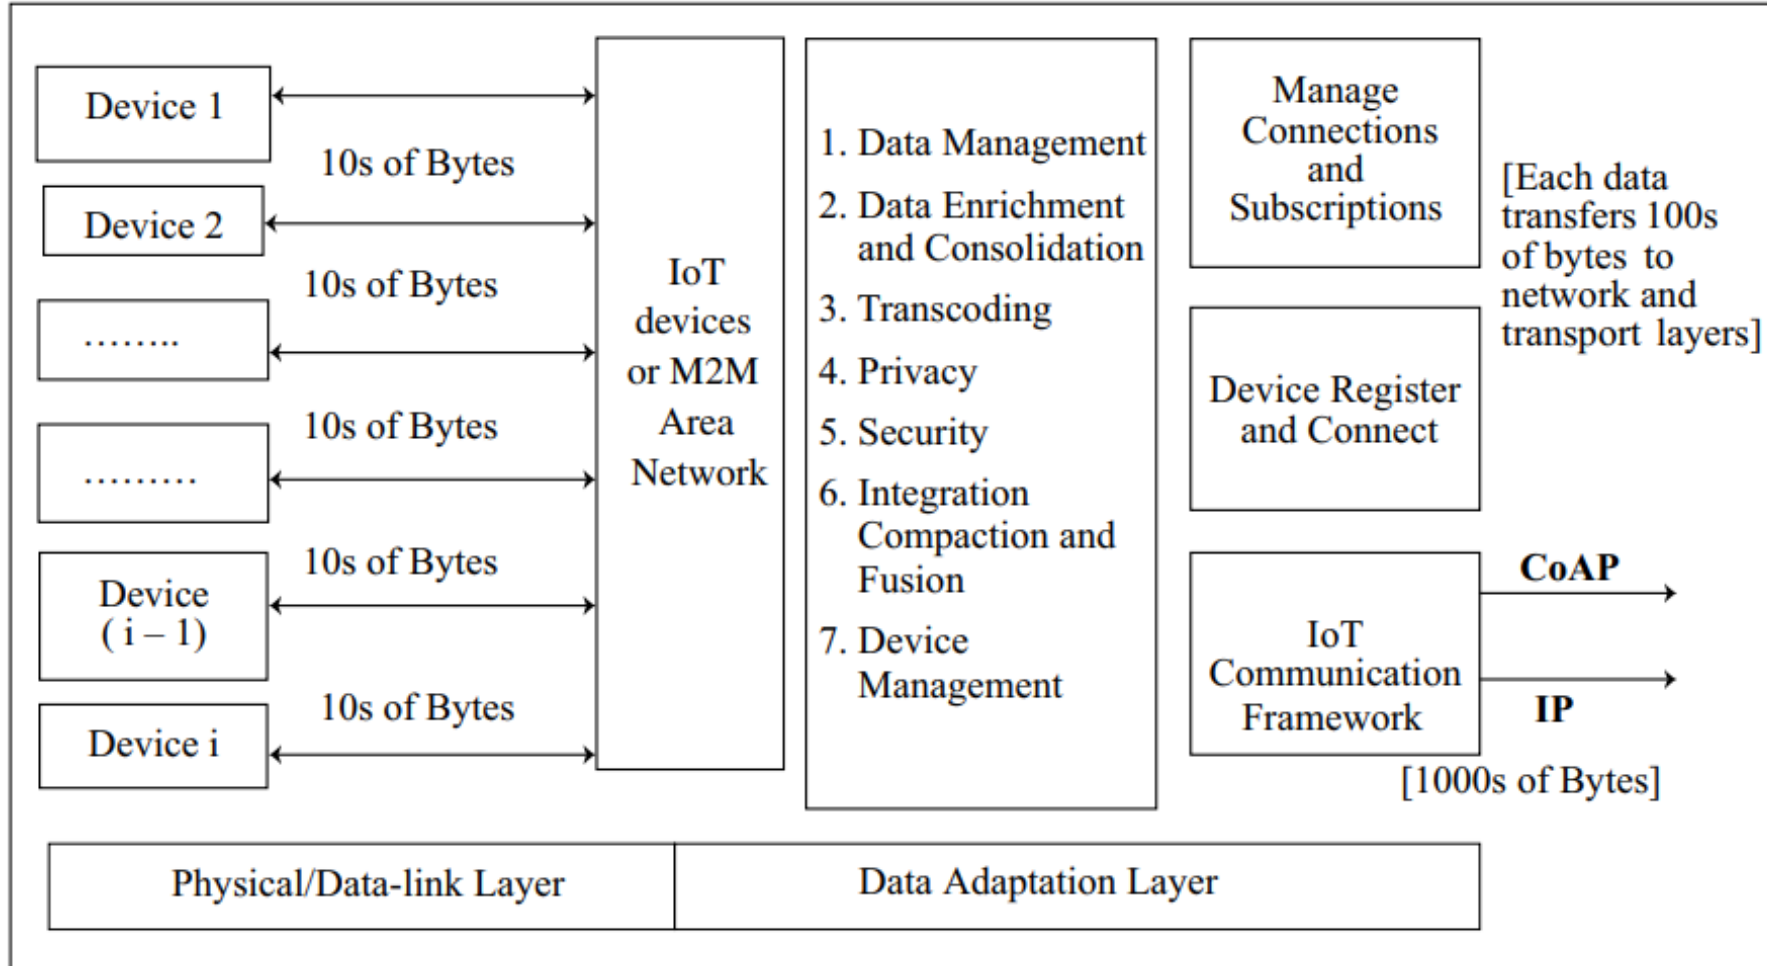 Device 1
10s of Bytes
Device 2
10s of Bytes
……..
10s of Bytes
………
10s of Bytes
Device
( i – 1)
10s of Bytes
Device i
IoT
devices
or M2M
Area
Network
1. Data Management
2. Data Enrichment
and Consolidation
3. Transcoding
4. Privacy
5. Security
6. Integration
Compaction and
Fusion
7. Device
Management
Manage
Connections
and
Subscriptions
[Each data
transfers 100s
of bytes to
network and
transport layers]
Device Register
and Connect
IoT
Communication
Framework
CoAP
IP
[1000s of Bytes]
Physical/Data-link Layer
Data Adaptation Layer